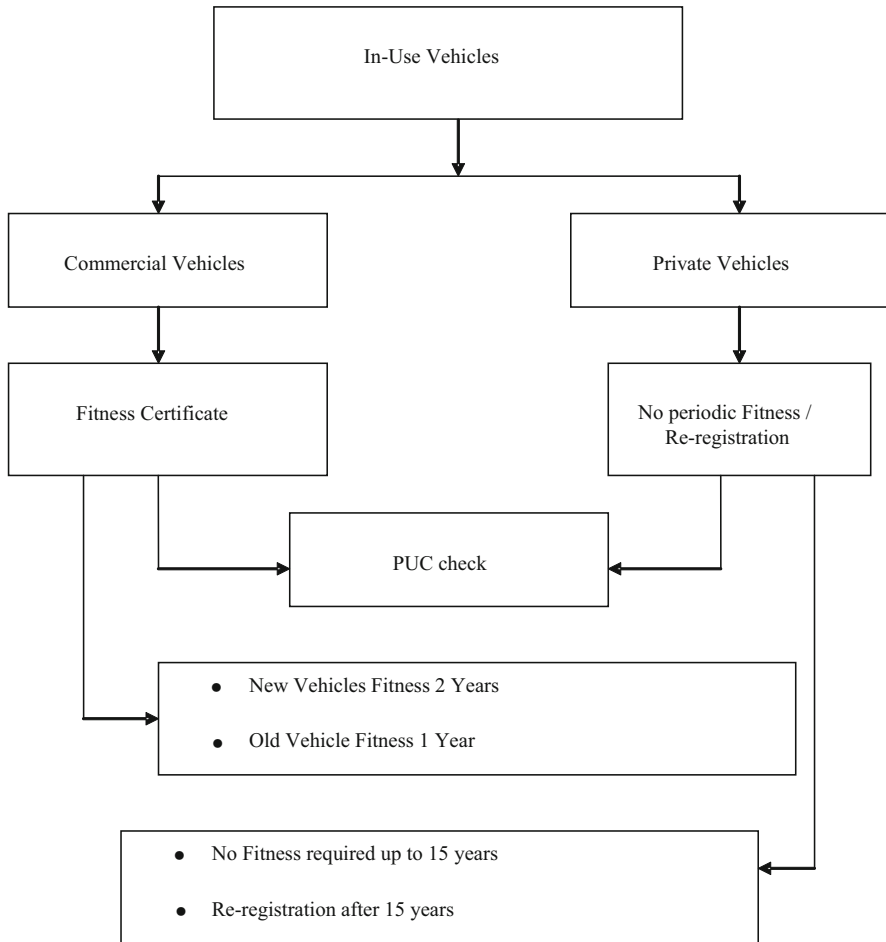 In-Use Vehicles
Commercial Vehicles
Private Vehicles
Fitness Certificate
No periodic Fitness /
Re-registration
PUC check
● New Vehicles Fitness 2 Years
● Old Vehicle Fitness 1 Year
● No Fitness required up to 15 years
● Re-registration after 15 years